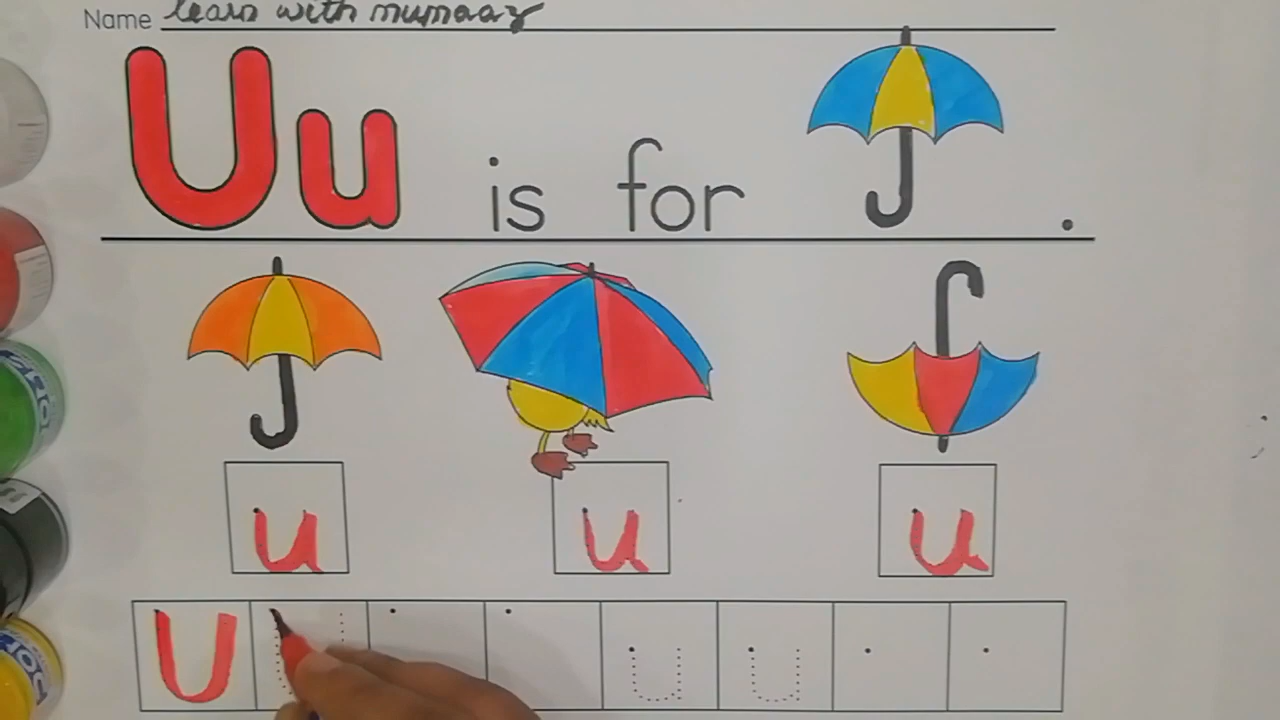 Name learn with mumaaz
Uu is for .
u u u
U U u u